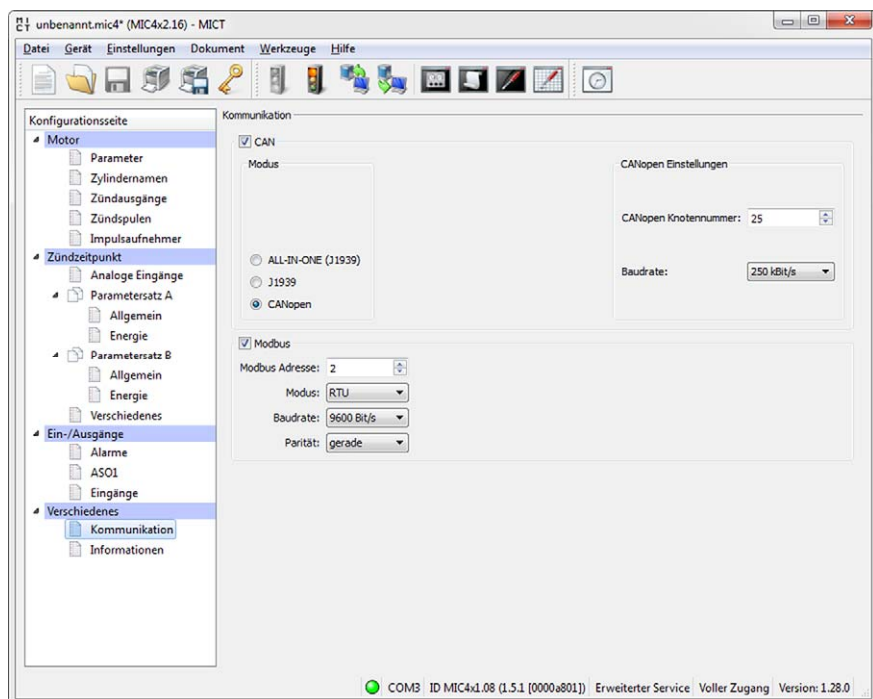 MICT unbenannt.mic4* (MIC4x2.16) - MICT
Datei Gerät Einstellungen Dokument Werkzeuge Hilfe
Konfigurationsseite
Motor
Parameter
Zylindernamen
Zündausgänge
Zündspulen
Impulsaufnehmer
Zündzeitpunkt
Analoge Eingänge
Parametersatz A
Allgemein
Energie
Parametersatz B
Allgemein
Energie
Verschiedenes
Ein-/Ausgänge
Alarme
ASO1
Eingänge
Verschiedenes
Kommunikation
Informationen
Kommunikation
CAN
Modus
ALL-IN-ONE (J1939)
J1939
CANopen
CANopen Einstellungen
CANopen Knotennummer: 25
Baudrate: 250 kBit/s
Modbus
Modbus Adresse: 2
Modus: RTU
Baudrate: 9600 Bit/s
Parität: gerade
COM3 ID MIC4x1.08 (1.5.1 [0000a801]) Erweiterter Service Voller Zugang Version: 1.28.0